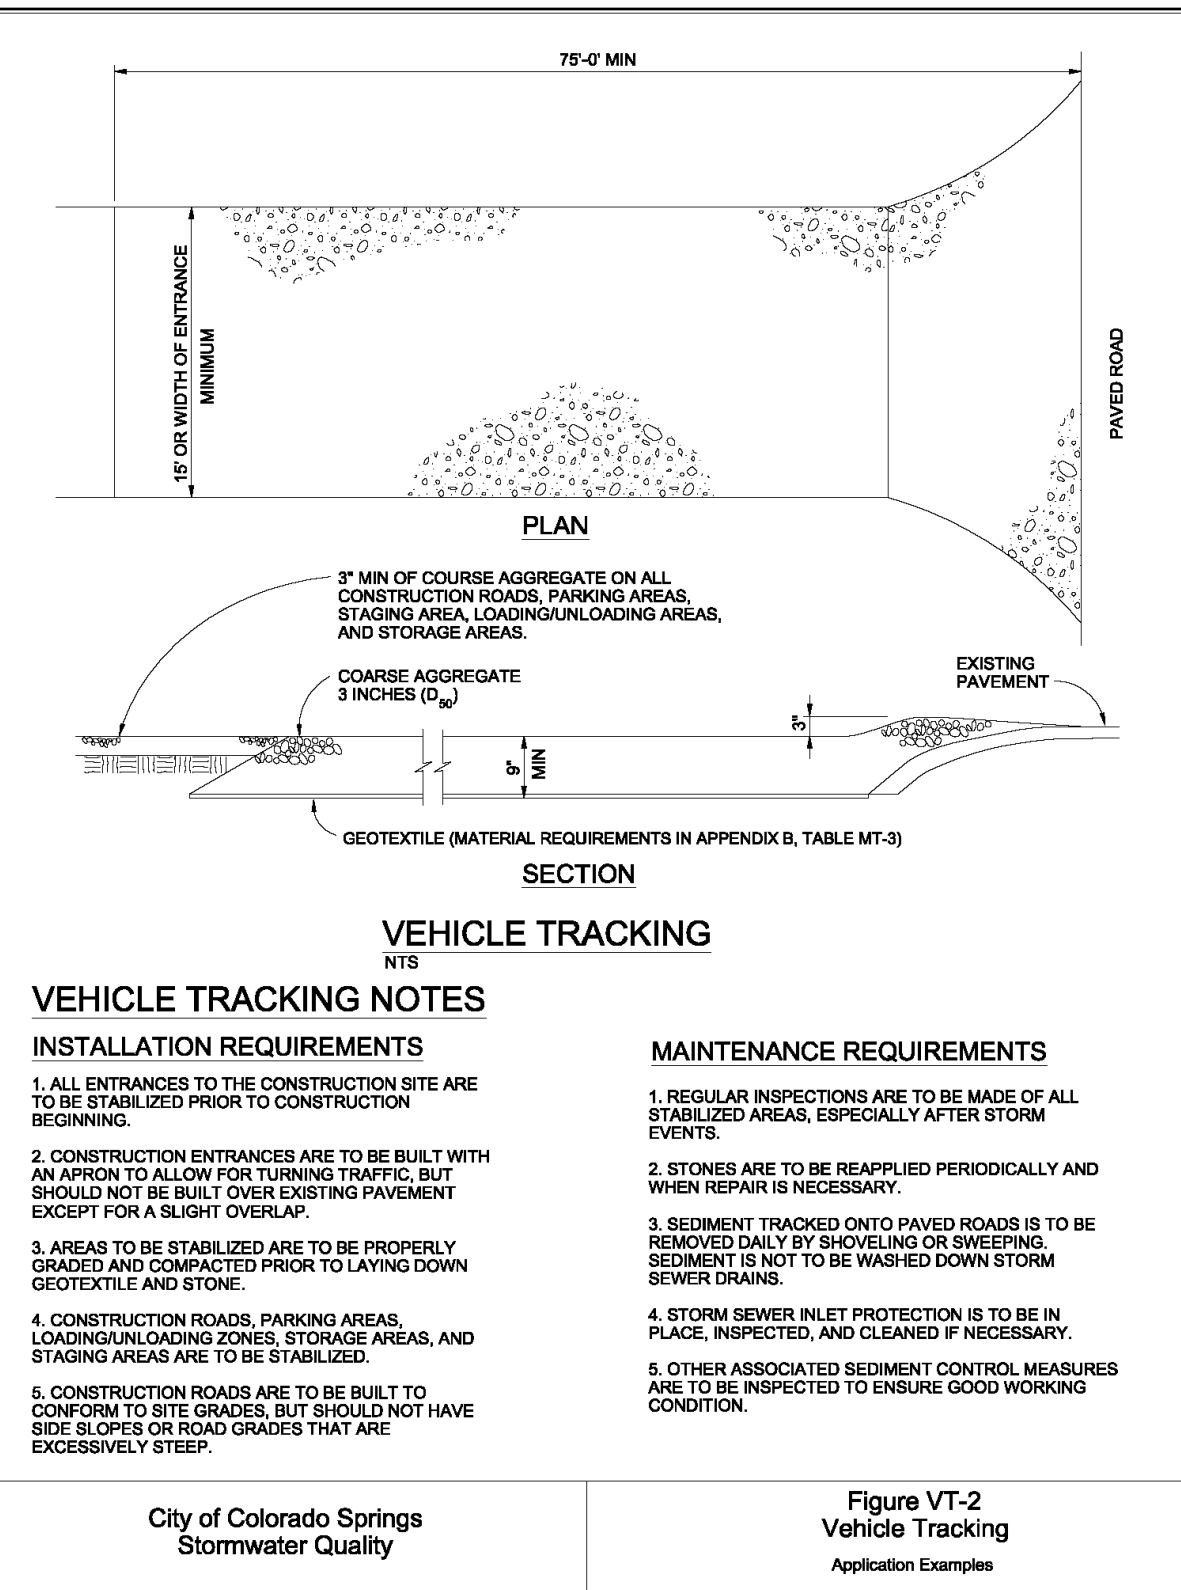 75'-0' MIN
15' OR WIDTH OF ENTRANCE
MINIMUM
PAVED ROAD
PLAN
3" MIN OF COURSE AGGREGATE ON ALL
CONSTRUCTION ROADS, PARKING AREAS,
STAGING AREA, LOADING/UNLOADING AREAS,
AND STORAGE AREAS.
COARSE AGGREGATE
3 INCHES (D50)
EXISTING
PAVEMENT
3"
9"
MIN
GEOTEXTILE (MATERIAL REQUIREMENTS IN APPENDIX B, TABLE MT-3)
SECTION
VEHICLE TRACKING
NTS
VEHICLE TRACKING NOTES
INSTALLATION REQUIREMENTS
1. ALL ENTRANCES TO THE CONSTRUCTION SITE ARE
TO BE STABILIZED PRIOR TO CONSTRUCTION
BEGINNING.
2. CONSTRUCTION ENTRANCES ARE TO BE BUILT WITH
AN APRON TO ALLOW FOR TURNING TRAFFIC, BUT
SHOULD NOT BE BUILT OVER EXISTING PAVEMENT
EXCEPT FOR A SLIGHT OVERLAP.
3. AREAS TO BE STABILIZED ARE TO BE PROPERLY
GRADED AND COMPACTED PRIOR TO LAYING DOWN
GEOTEXTILE AND STONE.
4. CONSTRUCTION ROADS, PARKING AREAS,
LOADING/UNLOADING ZONES, STORAGE AREAS, AND
STAGING AREAS ARE TO BE STABILIZED.
5. CONSTRUCTION ROADS ARE TO BE BUILT TO
CONFORM TO SITE GRADES, BUT SHOULD NOT HAVE
SIDE SLOPES OR ROAD GRADES THAT ARE
EXCESSIVELY STEEP.
MAINTENANCE REQUIREMENTS
1. REGULAR INSPECTIONS ARE TO BE MADE OF ALL
STABILIZED AREAS, ESPECIALLY AFTER STORM
EVENTS.
2. STONES ARE TO BE REAPPLIED PERIODICALLY AND
WHEN REPAIR IS NECESSARY.
3. SEDIMENT TRACKED ONTO PAVED ROADS IS TO BE
REMOVED DAILY BY SHOVELING OR SWEEPING.
SEDIMENT IS NOT TO BE WASHED DOWN STORM
SEWER DRAINS.
4. STORM SEWER INLET PROTECTION IS TO BE IN
PLACE, INSPECTED, AND CLEANED IF NECESSARY.
5. OTHER ASSOCIATED SEDIMENT CONTROL MEASURES
ARE TO BE INSPECTED TO ENSURE GOOD WORKING
CONDITION.
City of Colorado Springs
Stormwater Quality
Figure VT-2
Vehicle Tracking
Application Examples